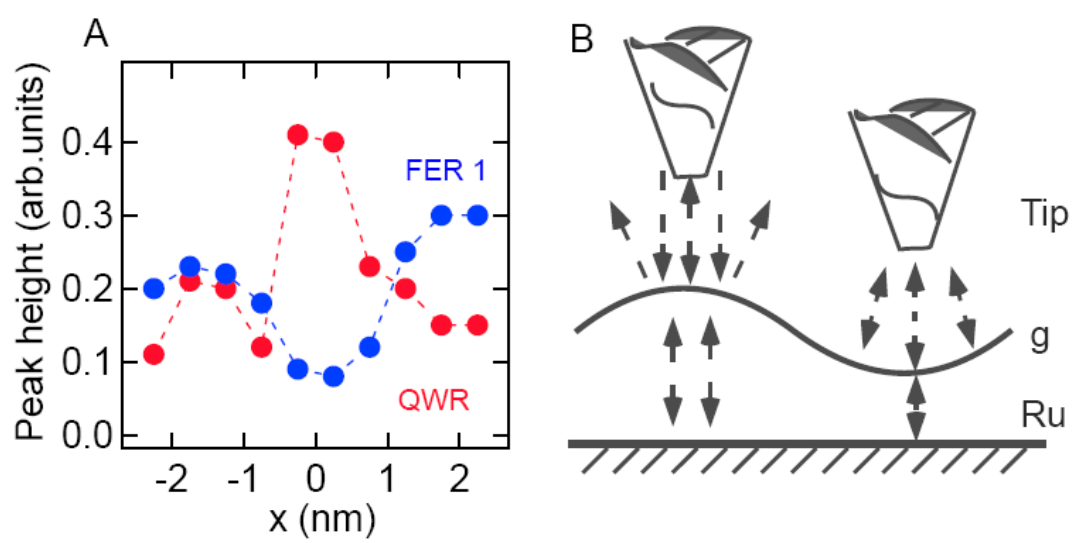 A
Peak height (arb.units)
0.4
0.3
0.2
0.1
0.0
-2 -1 0 1 2
x (nm)
FER 1
QWR
B
Tip
g
Ru